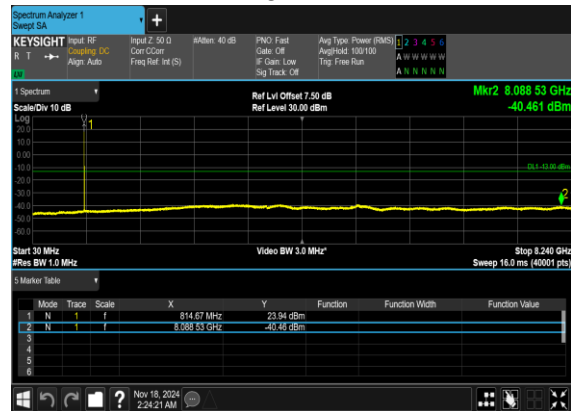 Spectrum Analyzer 1
Swept SA
+
KEYSIGHT Input: RF Input Z: 50 Ω #Atten: 40 dB PNO: Fast Avg Type: Power (RMS) 1 2 3 4 5 6
R T Coupling: DC Corr CCorr Gate: Off Avg|Hold: 100/100 A W W W W W
Align: Auto Freq Ref: Int (S) IF Gain: Low Trig: Free Run
LW Sig Track: Off A N N N N N
1 Spectrum Ref Lvl Offset 7.50 dB Mkr2 8.088 53 GHz
Scale/Div 10 dB Ref Level 30.00 dBm -40.461 dBm
Log
1
20.0
10.0
0.00
-10.0
DL1 -13.00 dBm
-20.0
-30.0
2
-40.0
-50.0
-60.0
Start 30 MHz Video BW 3.0 MHz* Stop 8.240 GHz
#Res BW 1.0 MHz Sweep 16.0 ms (40001 pts)
5 Marker Table
Mode Trace Scale X Y Function Function Width Function Value
1 N 1 f 814.67 MHz 23.94 dBm
2 N 1 f 8.088 53 GHz -40.46 dBm
3
4
5
6
? Nov 18, 2024
2:24:21 AM